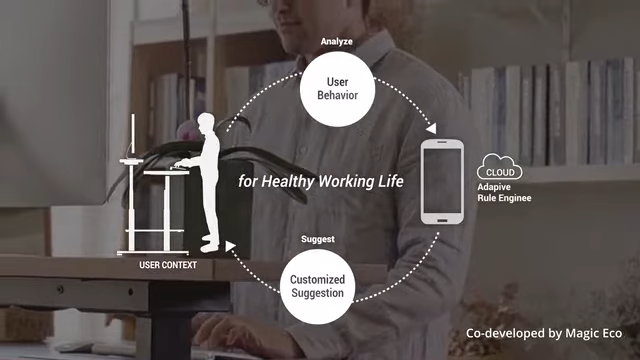 Analyze
User
Behavior
for Healthy Working Life
CLOUD
Adapive
Rule Enginee
Suggest
USER CONTEXT
Customized
Suggestion
Co-developed by Magic Eco